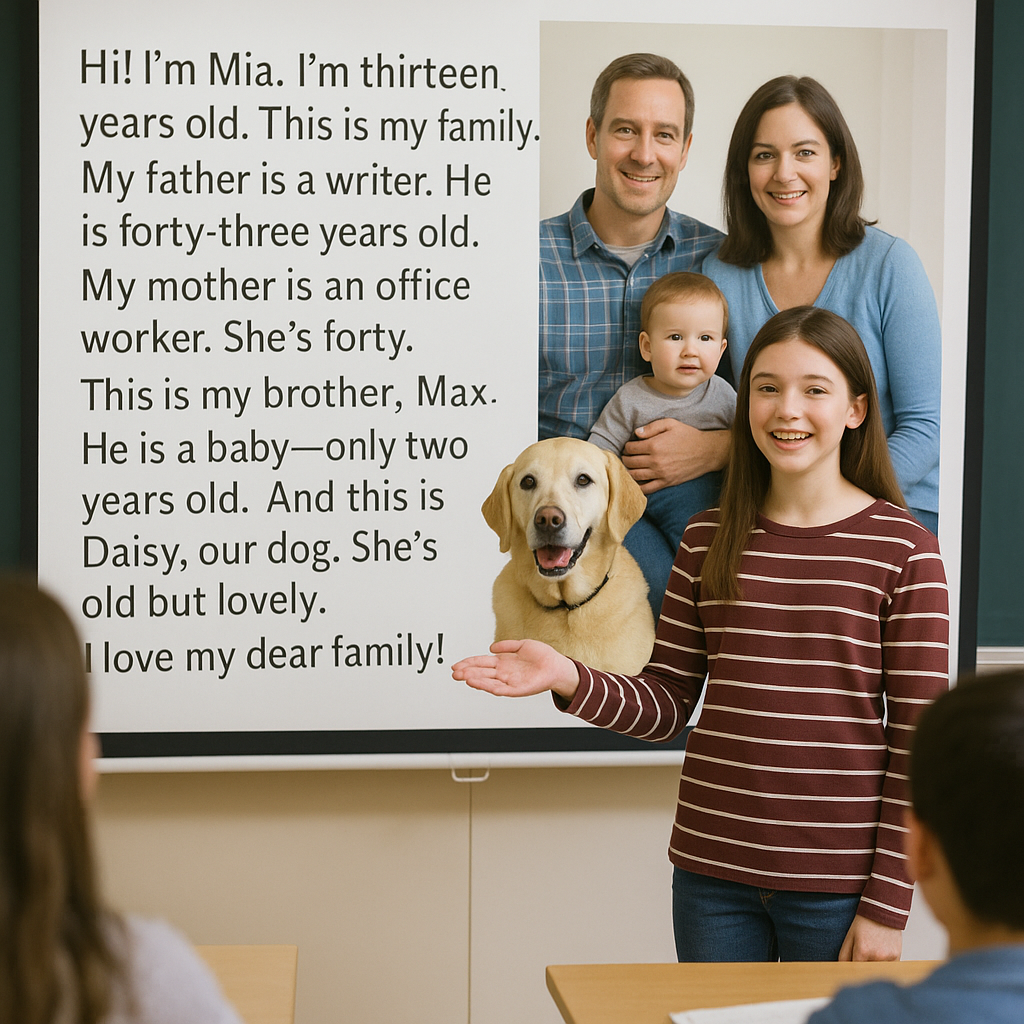 Hi! I'm Mia. I'm thirteen.
years old. This is my family.
My father is a writer. He
is forty-three years old.
My mother is an office
worker. She's forty.
This is my brother, Max.
He is a baby—only two
years old. And this is
Daisy, our dog. She's
old but lovely.
I love my dear family!